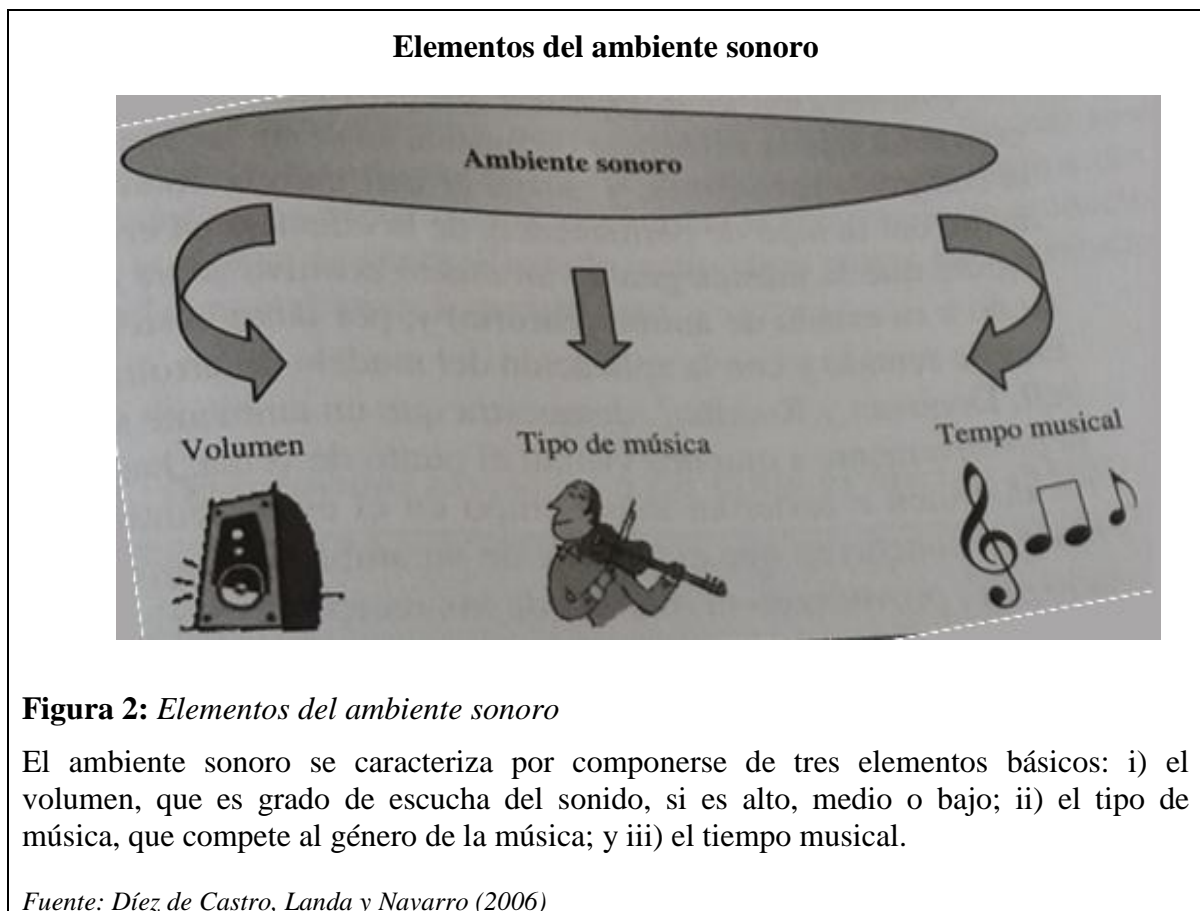 Elementos del ambiente sonoro
Ambiente sonoro
Volumen
Tipo de música
Tempo musical
Figura 2: Elementos del ambiente sonoro
El ambiente sonoro se caracteriza por componerse de tres elementos básicos: i) el
volumen, que es grado de escucha del sonido, si es alto, medio o bajo; ii) el tipo de
música, que compete al género de la música; y iii) el tiempo musical.
Fuente: Díez de Castro, Landa y Navarro (2006)